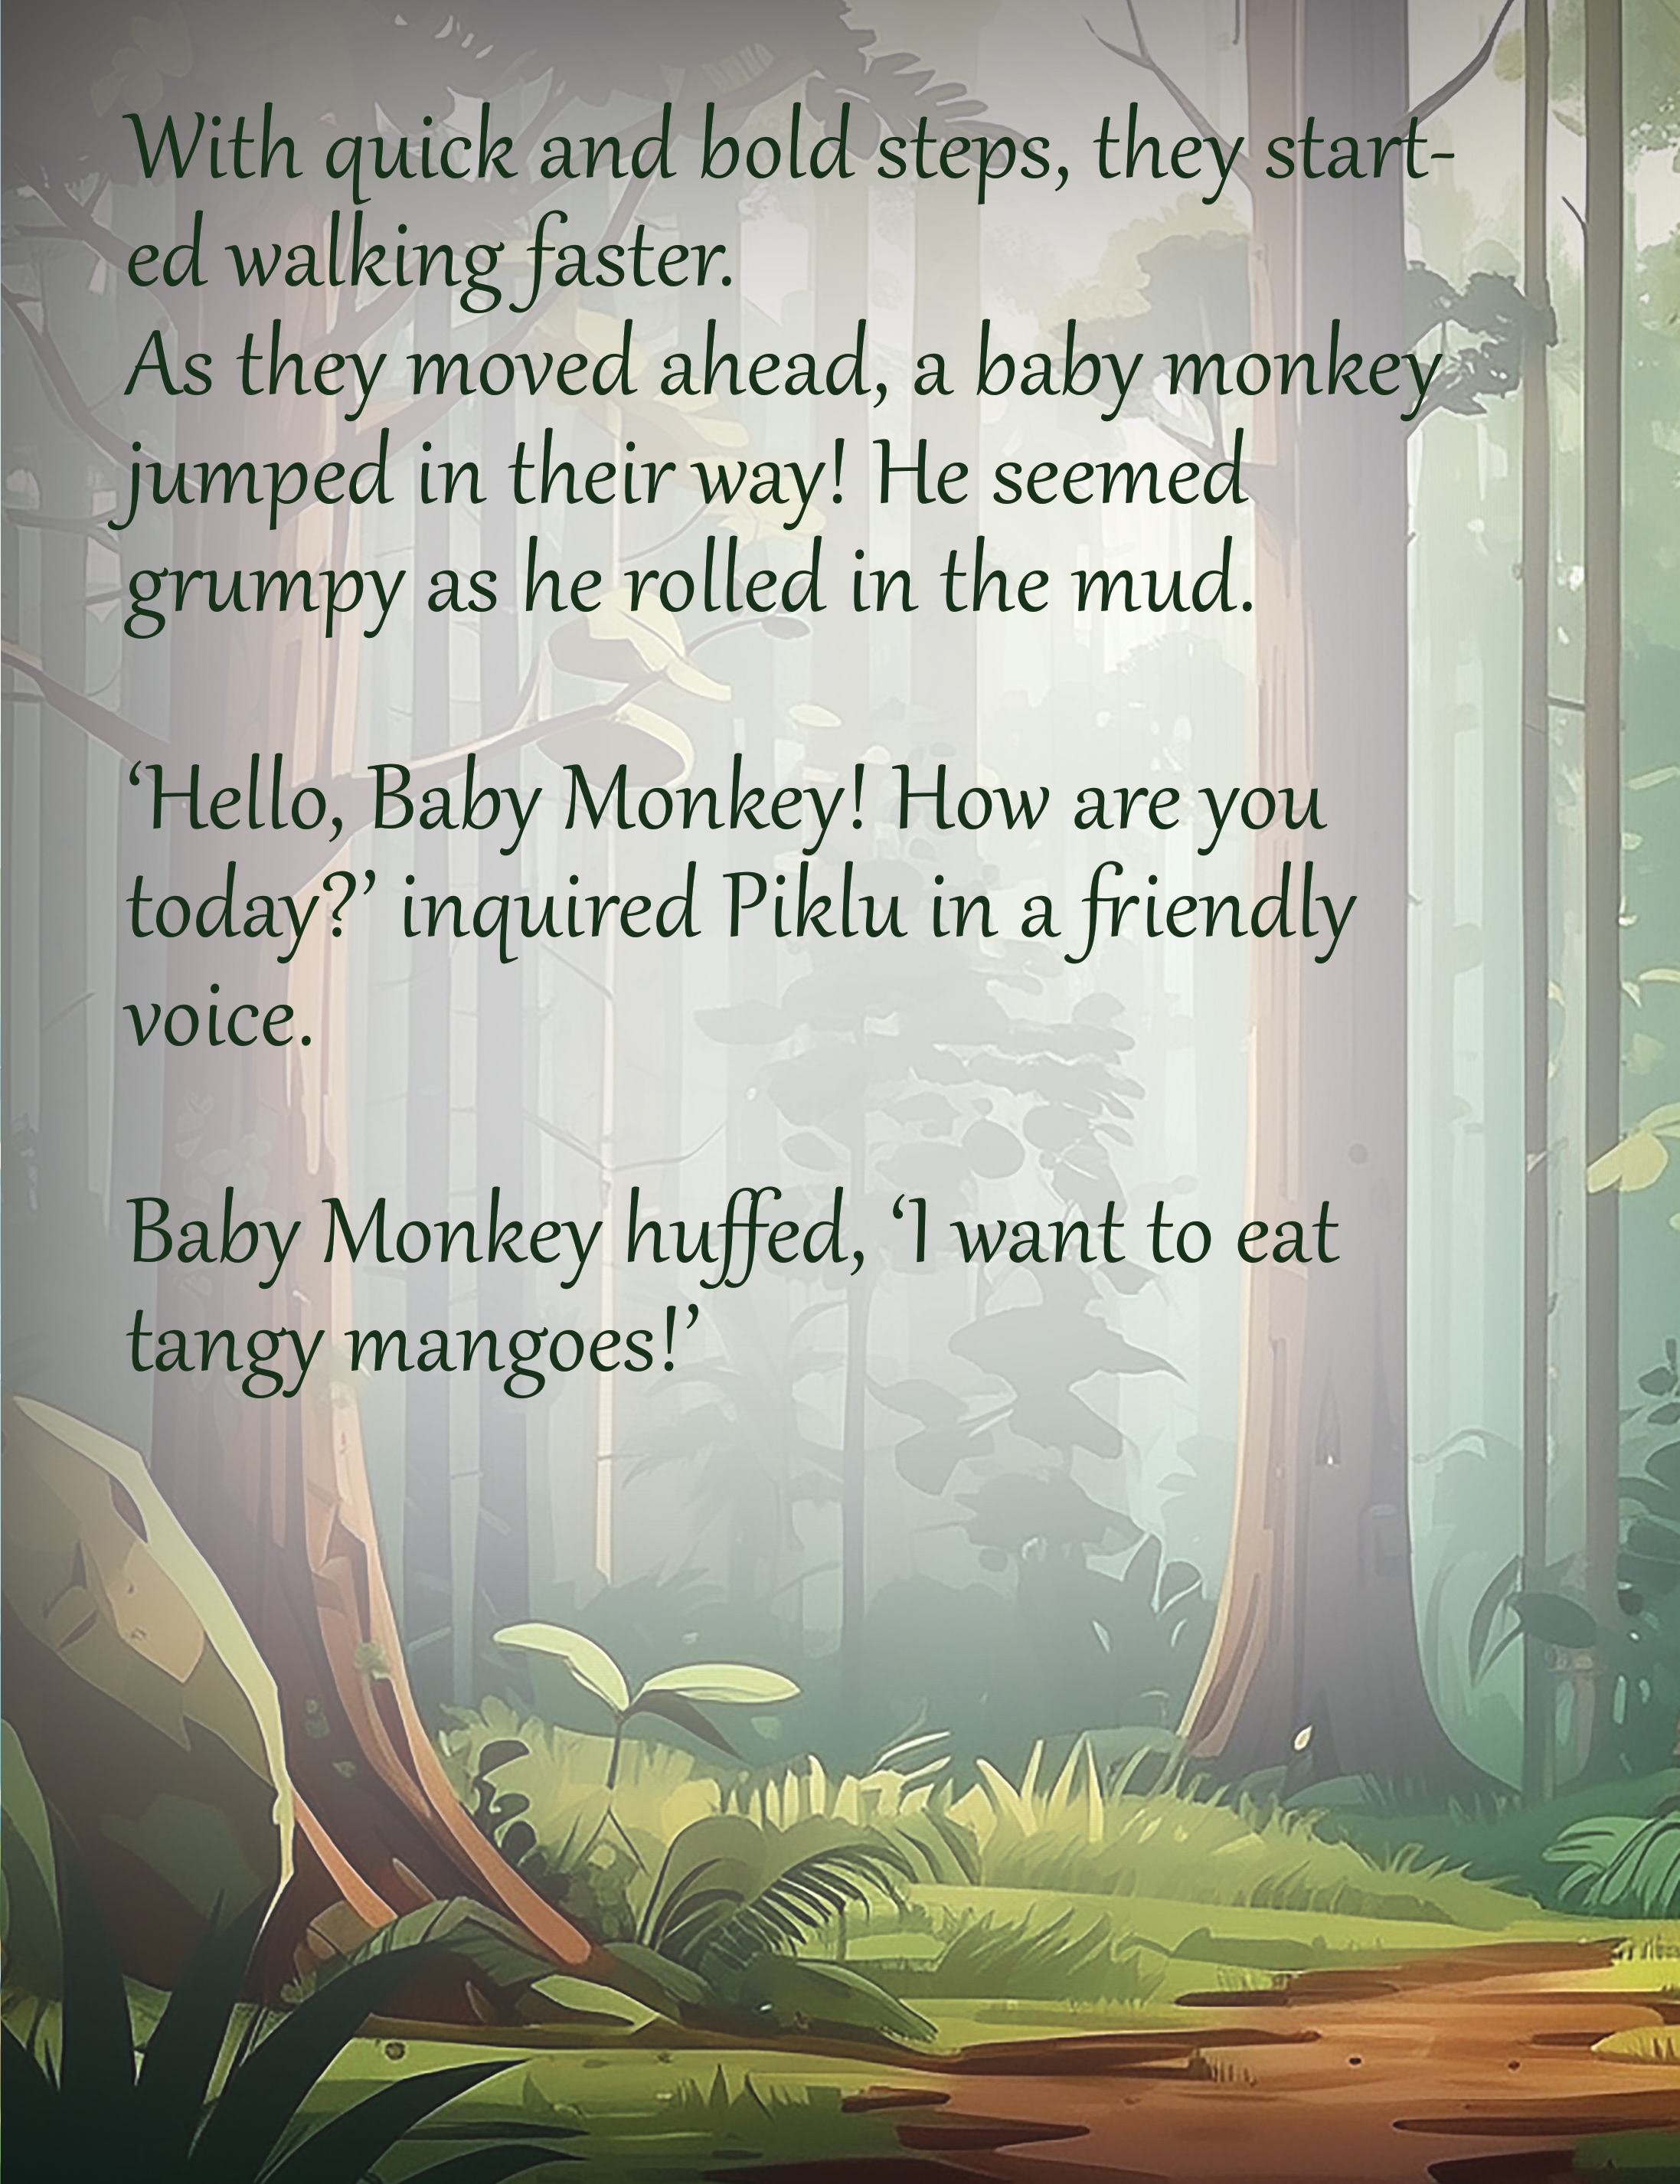 With quick and bold steps, they start-
ed walking faster.
As they moved ahead, a baby monkey
jumped in their way! He seemed
grumpy as he rolled in the mud.
‘Hello, Baby Monkey! How are you
today?’ inquired Piklu in a friendly
voice.
Baby Monkey huffed, ‘I want to eat
tangy mangoes!’